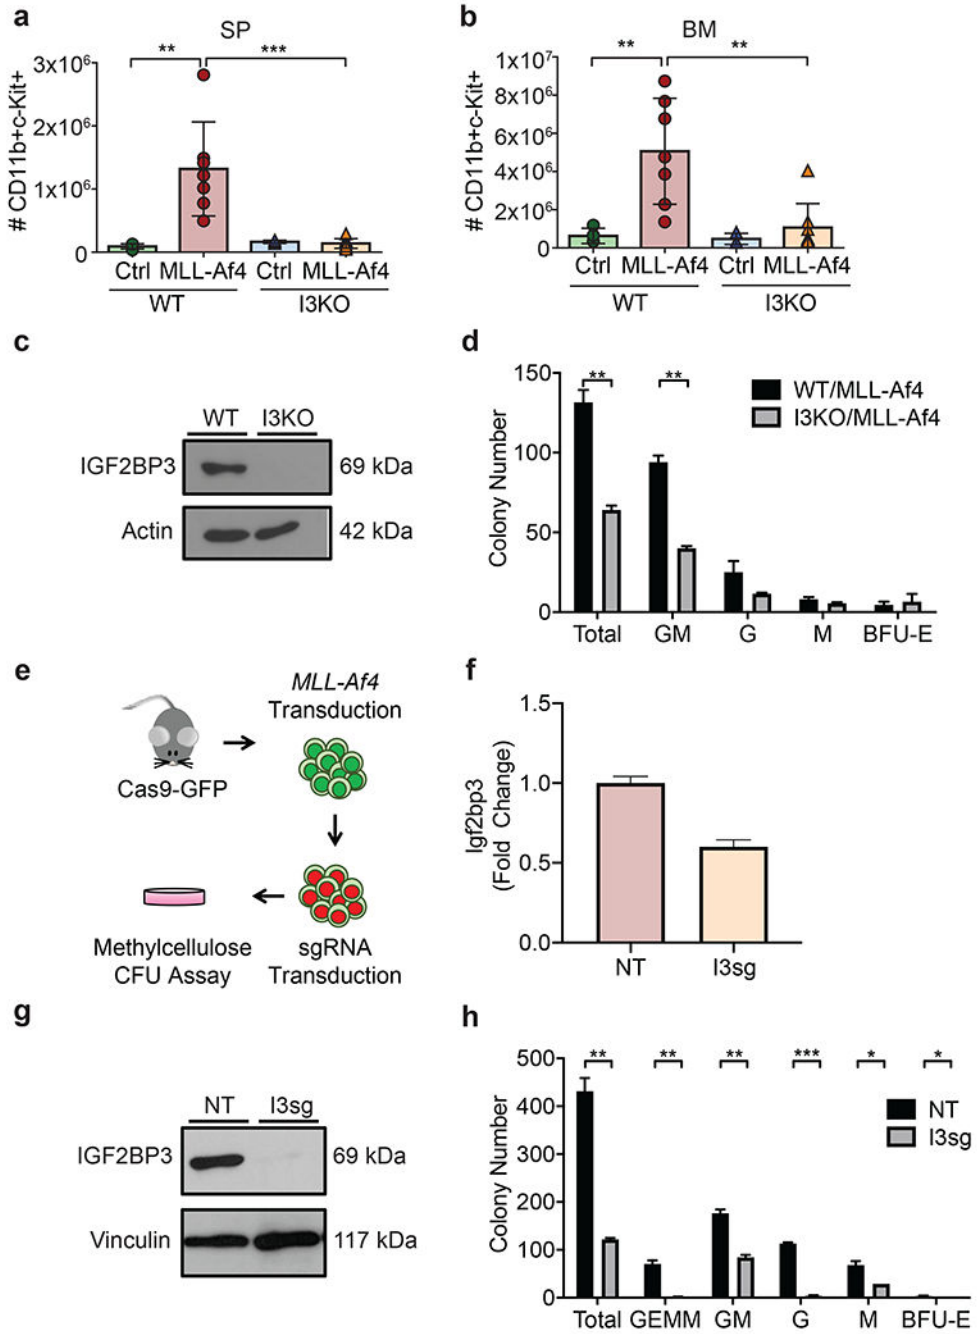 a
SP
# CD11b+c-Kit+
3x10⁶
2x10⁶
1x10⁶
0
**
***
Ctrl MLL-Af4 Ctrl MLL-Af4
WT I3KO
b
BM
# CD11b+c-Kit+
1x10⁷
8x10⁶
6x10⁶
4x10⁶
2x10⁶
0
**
**
Ctrl MLL-Af4 Ctrl MLL-Af4
WT I3KO
c
WT I3KO
IGF2BP3 69 kDa
Actin 42 kDa
d
Colony Number
150
100
50
0
** **
WT/MLL-Af4
I3KO/MLL-Af4
Total GM G M BFU-E
e
Cas9-GFP
MLL-Af4
Transduction
sgRNA
Transduction
Methylcellulose
CFU Assay
f
Igf2bp3
(Fold Change)
1.5
1.0
0.5
0.0
NT I3sg
g
NT I3sg
IGF2BP3 69 kDa
Vinculin 117 kDa
h
Colony Number
500
400
300
200
100
0
** ** ** *** * *
NT
I3sg
Total GEMM GM G M BFU-E